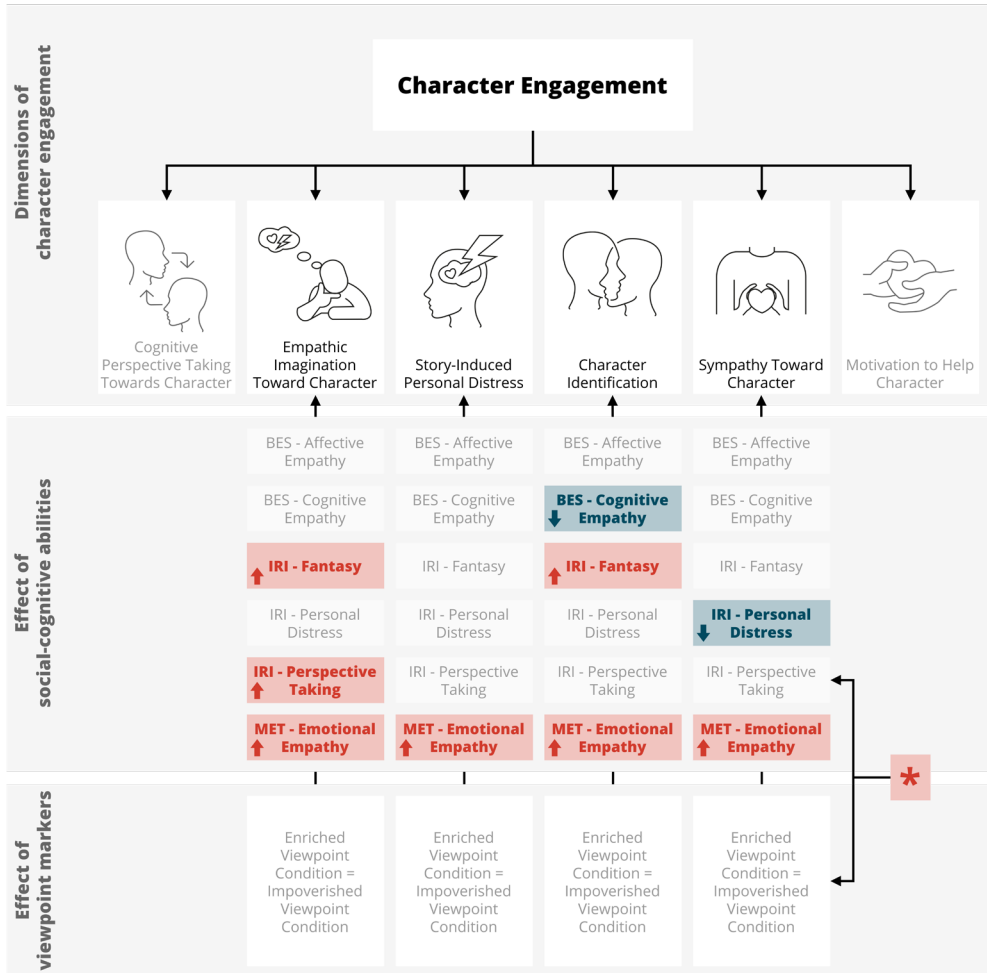 Dimensions of
character engagement
Character Engagement
Cognitive
Perspective Taking
Towards Character
Empathic
Imagination
Toward Character
Story-Induced
Personal Distress
Character
Identification
Sympathy Toward
Character
Motivation to Help
Character
Effect of
social-cognitive abilities
BES - Affective
Empathy
BES - Affective
Empathy
BES - Affective
Empathy
BES - Affective
Empathy
BES - Cognitive
Empathy
BES - Cognitive
Empathy
BES - Cognitive
Empathy
BES - Cognitive
Empathy
IRI - Fantasy
IRI - Fantasy
IRI - Fantasy
IRI - Fantasy
IRI - Personal
Distress
IRI - Personal
Distress
IRI - Personal
Distress
IRI - Personal
Distress
IRI - Perspective
Taking
IRI - Perspective
Taking
IRI - Perspective
Taking
IRI - Perspective
Taking
MET - Emotional
Empathy
MET - Emotional
Empathy
MET - Emotional
Empathy
MET - Emotional
Empathy
*
Effect of
viewpoint markers
Enriched
Viewpoint
Condition =
Impoverished
Viewpoint
Condition
Enriched
Viewpoint
Condition =
Impoverished
Viewpoint
Condition
Enriched
Viewpoint
Condition =
Impoverished
Viewpoint
Condition
Enriched
Viewpoint
Condition =
Impoverished
Viewpoint
Condition